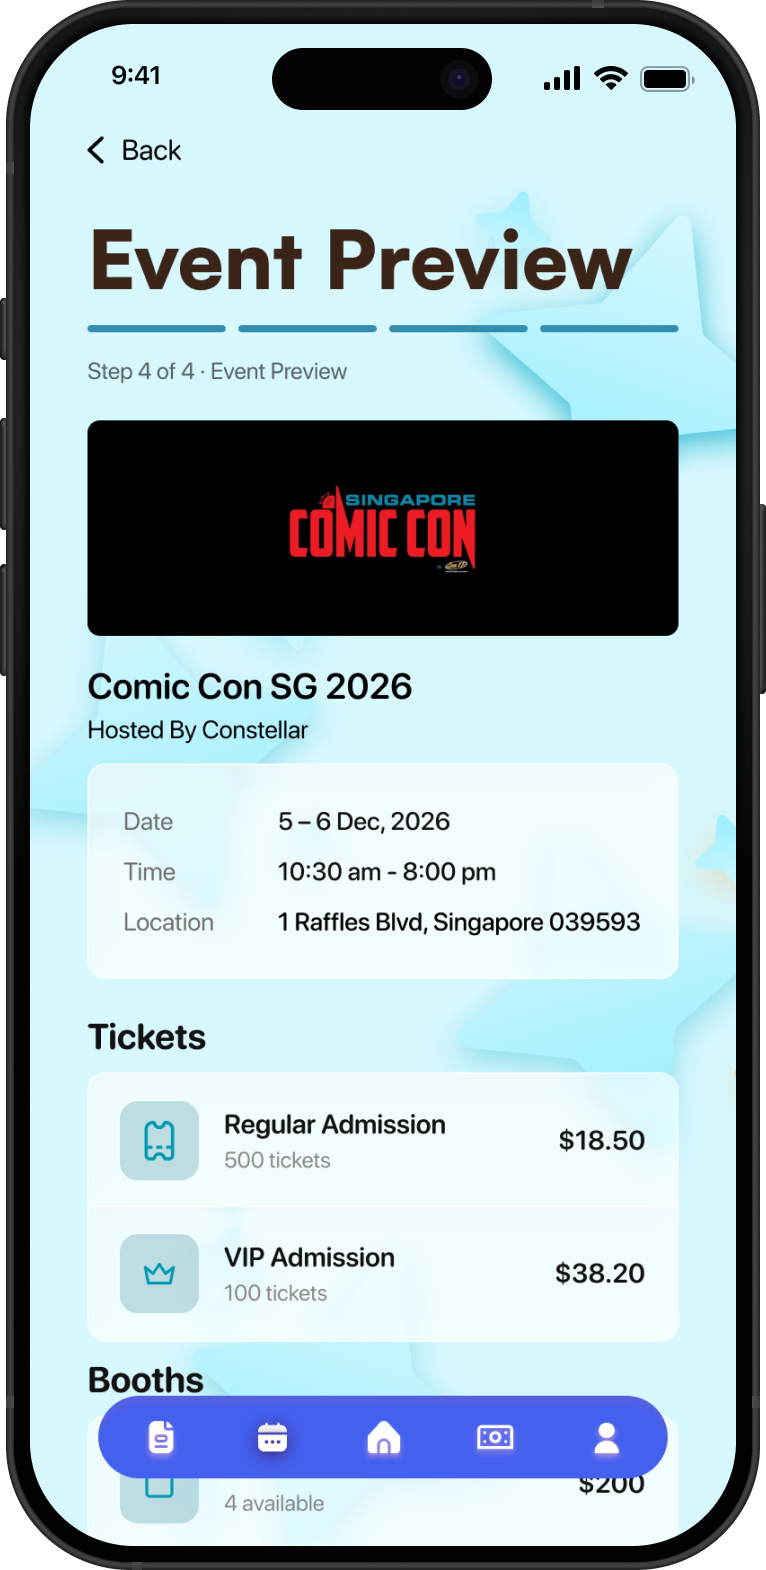 9:41
Back
Event Preview
Step 4 of 4 · Event Preview
SINGAPORE
COMIC CON
Comic Con SG 2026
Hosted By Constellar
Date 5 – 6 Dec, 2026
Time 10:30 am - 8:00 pm
Location 1 Raffles Blvd, Singapore 039593
Tickets
Regular Admission
500 tickets
$18.50
VIP Admission
100 tickets
$38.20
Booths
4 available
$200